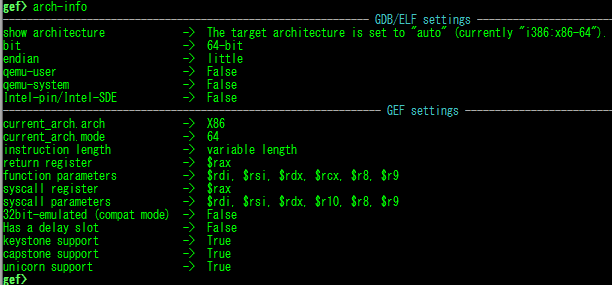 gef> arch-info
GDB/ELF settings
show architecture -> The target architecture is set to "auto" (currently "i386:x86-64").
bit -> 64-bit
endian -> little
qemu-user -> False
qemu-system -> False
Intel-pin/Intel-SDE -> False
GEF settings
current_arch.arch -> X86
current_arch.mode -> 64
instruction length -> variable length
return register -> $rax
function parameters -> $rdi, $rsi, $rdx, $rcx, $r8, $r9
syscall register -> $rax
syscall parameters -> $rdi, $rsi, $rdx, $r10, $r8, $r9
32bit-emulated (compat mode) -> False
Has a delay slot -> False
keystone support -> True
capstone support -> True
unicorn support -> True
gef>